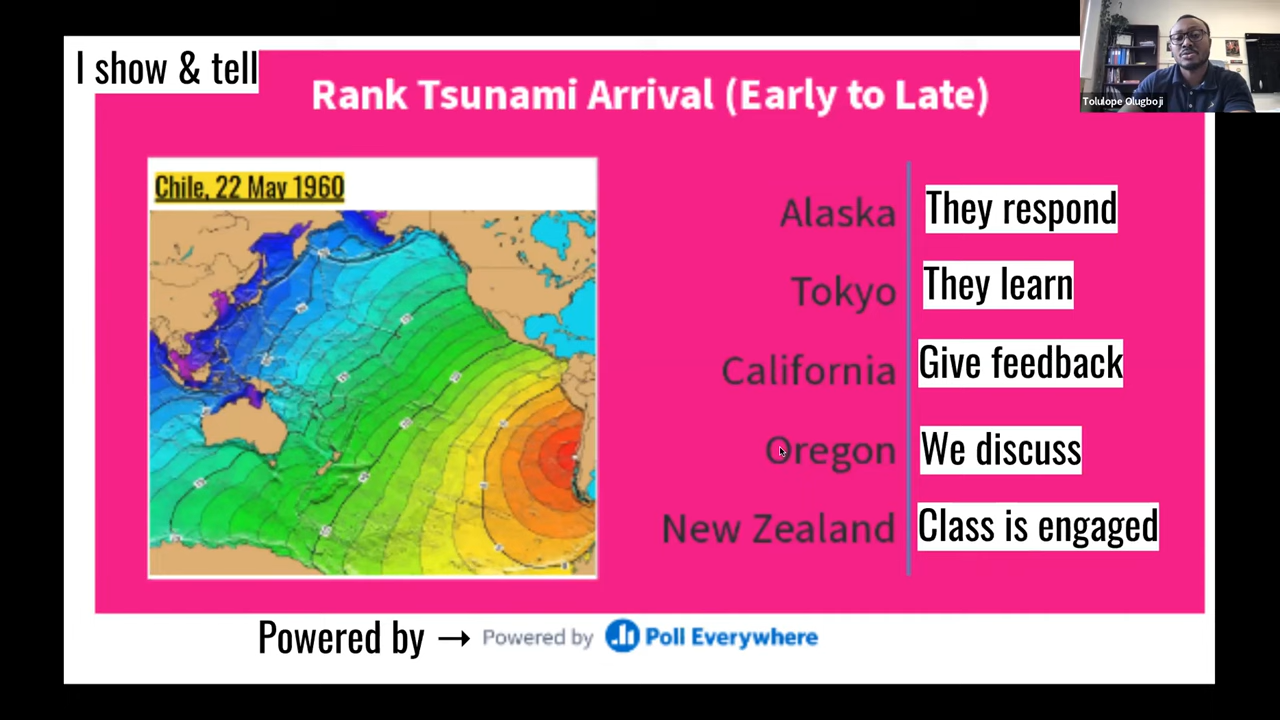 I show & tell
Rank Tsunami Arrival (Early to Late)
Tolulope Olugboji
Chile, 22 May 1960
Alaska
They respond
Tokyo
They learn
California
Give feedback
Oregon
We discuss
New Zealand
Class is engaged
Powered by → Powered by Poll Everywhere